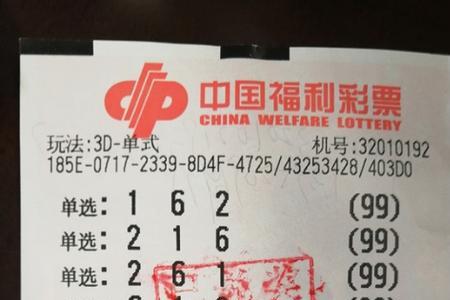 中国福利彩票
CHINA WELFARE LOTTERY
玩法:3D-单式 机号:32010192
185E-0717-2339-8D4F-4725/43253428/403D0
单选: 1 6 2 (99)
单选: 2 1 6 (99)
单选: 2 6 1 (99)